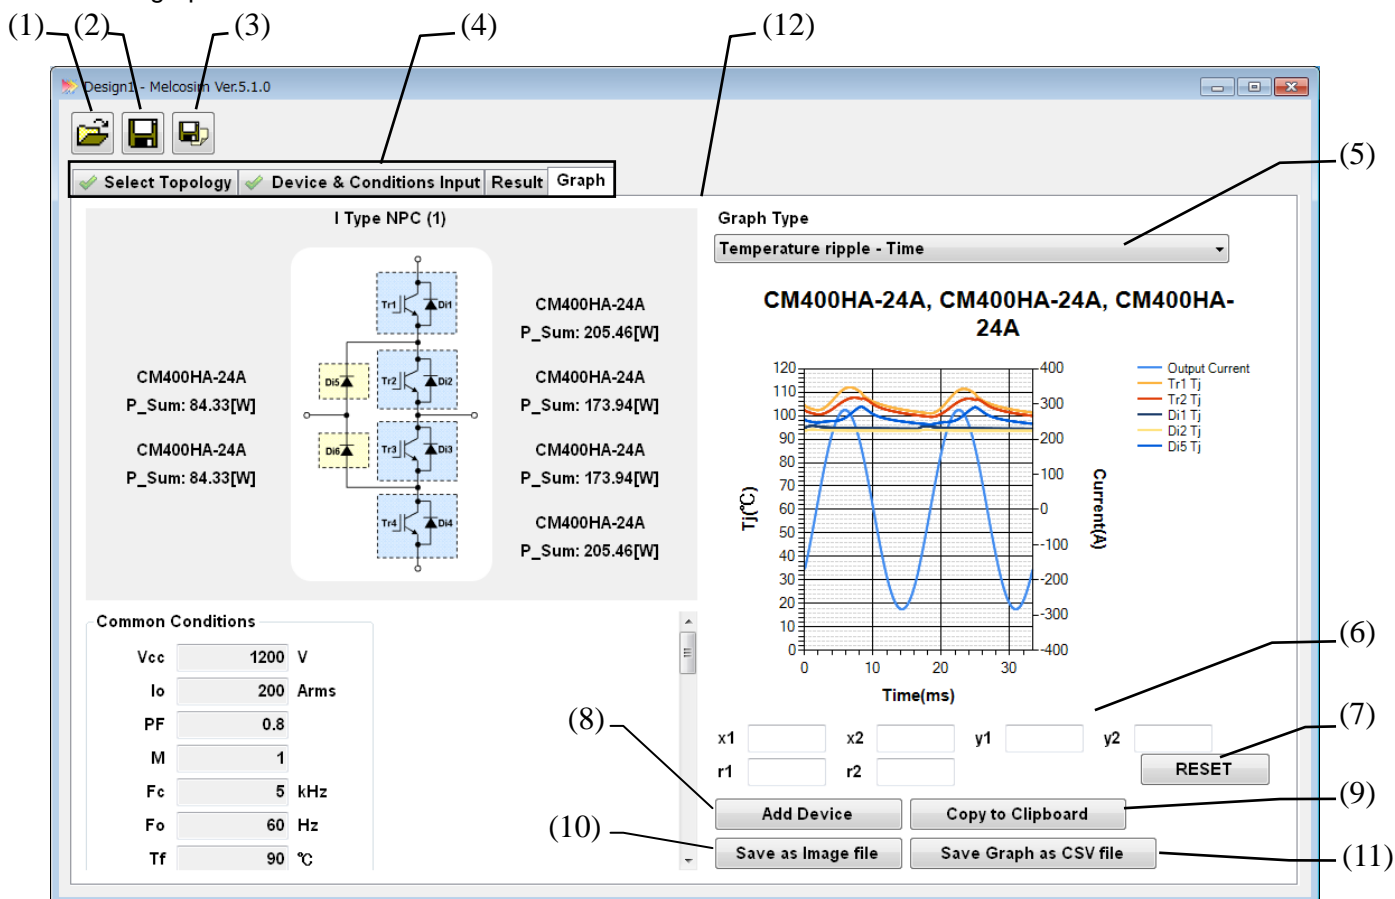 (1) (2) (3) (4) (12)
Design1 - Melcosim Ver.5.1.0
(5)
Select Topology Device & Conditions Input Result Graph
I Type NPC (1)
Graph Type
Temperature ripple - Time
CM400HA-24A, CM400HA-24A, CM400HA-
24A
Tr1 Di1
CM400HA-24A
P_Sum: 205.46[W]
CM400HA-24A
P_Sum: 84.33[W]
Di5 Tr2 Di2
CM400HA-24A
P_Sum: 173.94[W]
CM400HA-24A
P_Sum: 84.33[W]
Di6 Tr3 Di3
CM400HA-24A
P_Sum: 173.94[W]
Tr4 Di4
CM400HA-24A
P_Sum: 205.46[W]
120
110
100
90
80
70
60
50
40
30
20
10
0
Tj(℃)
400
300
200
100
0
-100
-200
-300
-400
Current(A)
0 10 20 30
Time(ms)
Output Current
Tr1 Tj
Tr2 Tj
Di1 Tj
Di2 Tj
Di5 Tj
Common Conditions
Vcc 1200 V
Io 200 Arms
PF 0.8
M 1
Fc 5 kHz
Fo 60 Hz
Tf 90 ℃
(6)
(7)
(8)
x1 x2 y1 y2
r1 r2 RESET
(9)
Add Device Copy to Clipboard
(10)
Save as Image file Save Graph as CSV file
(11)